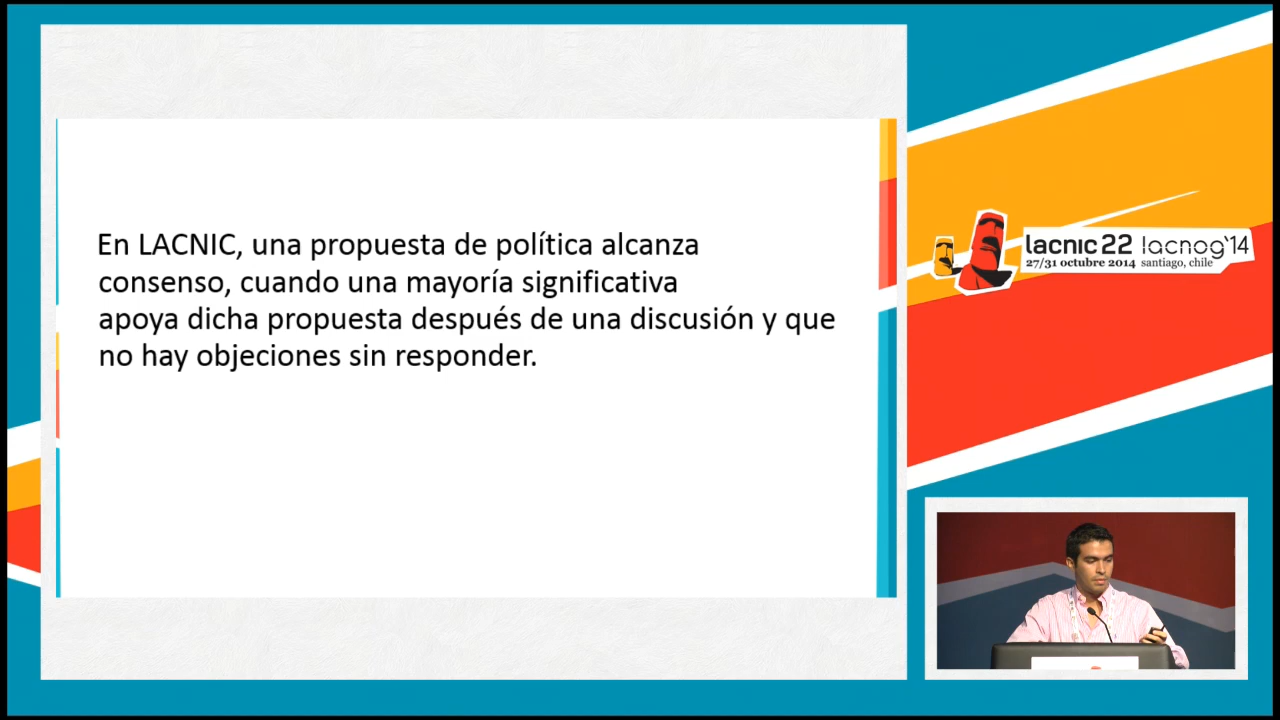 En LACNIC, una propuesta de política alcanza
consenso, cuando una mayoría significativa
apoya dicha propuesta después de una discusión y que
no hay objeciones sin responder.
lacnic 22 lacnog'14
27/31 octubre 2014 santiago, chile